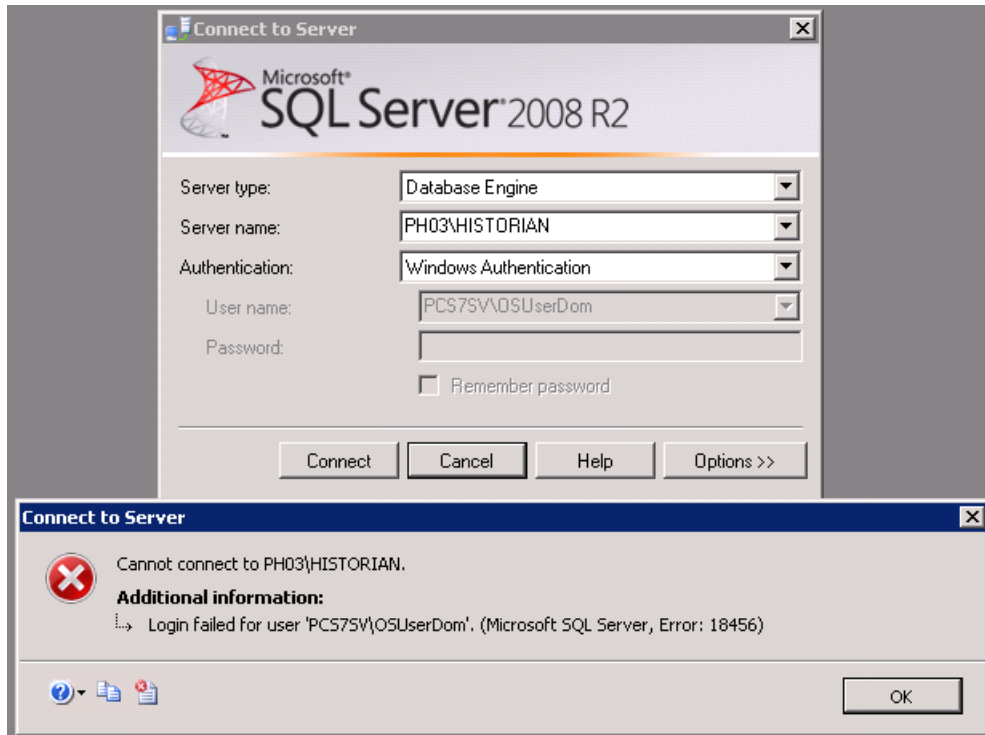 Connect to Server
Microsoft®
SQL Server® 2008 R2
Server type: Database Engine
Server name: PH03\HISTORIAN
Authentication: Windows Authentication
User name: PCS7SV\OSUserDom
Password:
Remember password
Connect Cancel Help Options >>
Connect to Server
Cannot connect to PH03\HISTORIAN.
Additional information:
Login failed for user 'PCS7SV\OSUserDom'. (Microsoft SQL Server, Error: 18456)
OK